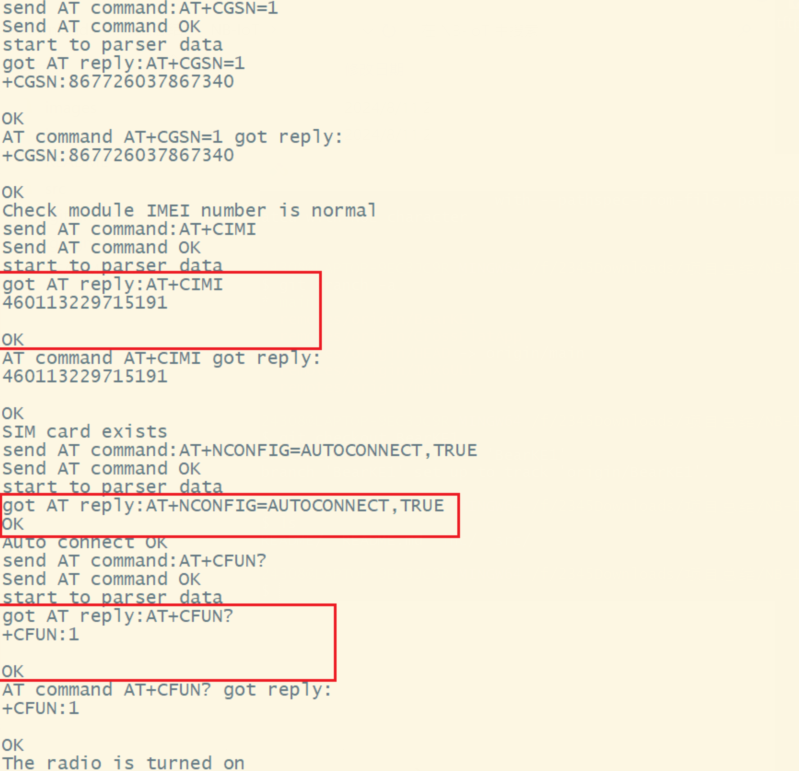 send AT command:AT+CGSN=1
Send AT command OK
start to parser data
got AT reply:AT+CGSN=1
+CGSN:867726037867340
OK
AT command AT+CGSN=1 got reply:
+CGSN:867726037867340
OK
Check module IMEI number is normal
send AT command:AT+CIMI
Send AT command OK
start to parser data
got AT reply:AT+CIMI
460113229715191
OK
AT command AT+CIMI got reply:
460113229715191
OK
SIM card exists
send AT command:AT+NCONFIG=AUTOCONNECT,TRUE
Send AT command OK
start to parser data
got AT reply:AT+NCONFIG=AUTOCONNECT,TRUE
OK
Auto connect OK
send AT command:AT+CFUN?
Send AT command OK
start to parser data
got AT reply:AT+CFUN?
+CFUN:1
OK
AT command AT+CFUN? got reply:
+CFUN:1
OK
The radio is turned on